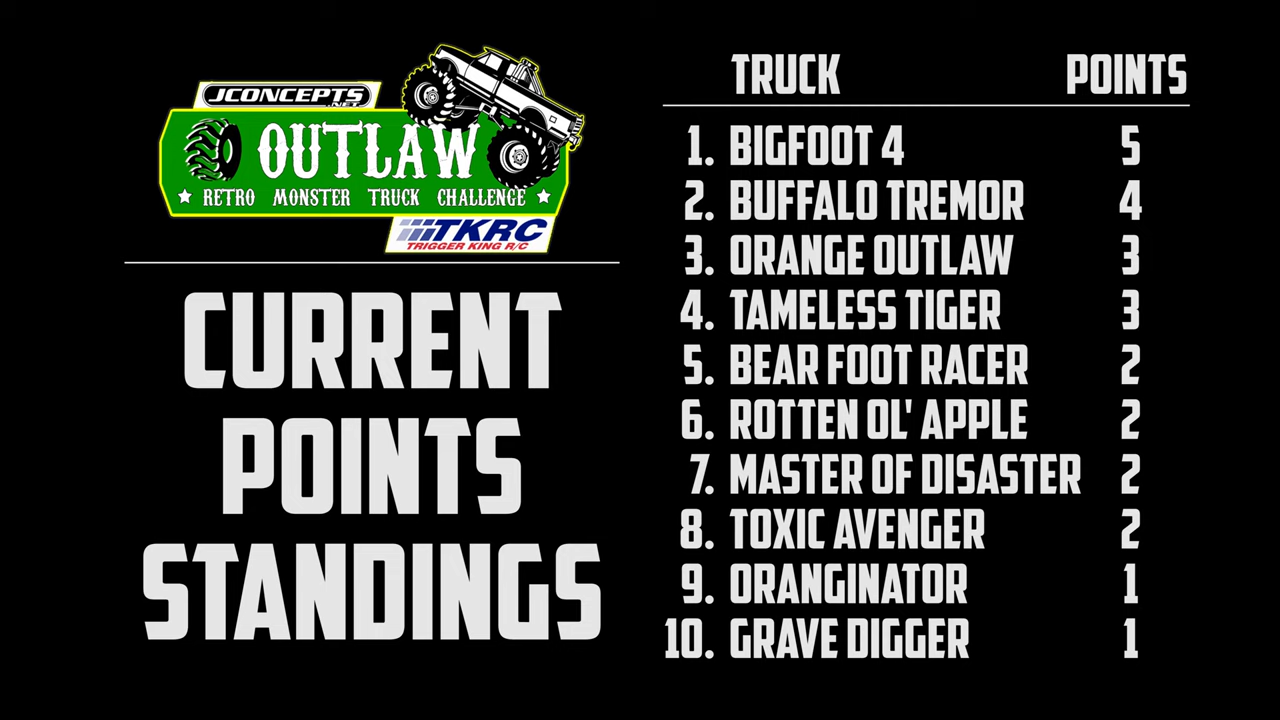 JCONCEPTS
.NET
OUTLAW
RETRO MONSTER TRUCK CHALLENGE
TKRC
TRIGGER KING R/C
CURRENT
POINTS
STANDINGS
TRUCK POINTS
1. BIGFOOT 4 5
2. BUFFALO TREMOR 4
3. ORANGE OUTLAW 3
4. TAMELESS TIGER 3
5. BEAR FOOT RACER 2
6. ROTTEN OL' APPLE 2
7. MASTER OF DISASTER 2
8. TOXIC AVENGER 2
9. ORANGINATOR 1
10. GRAVE DIGGER 1